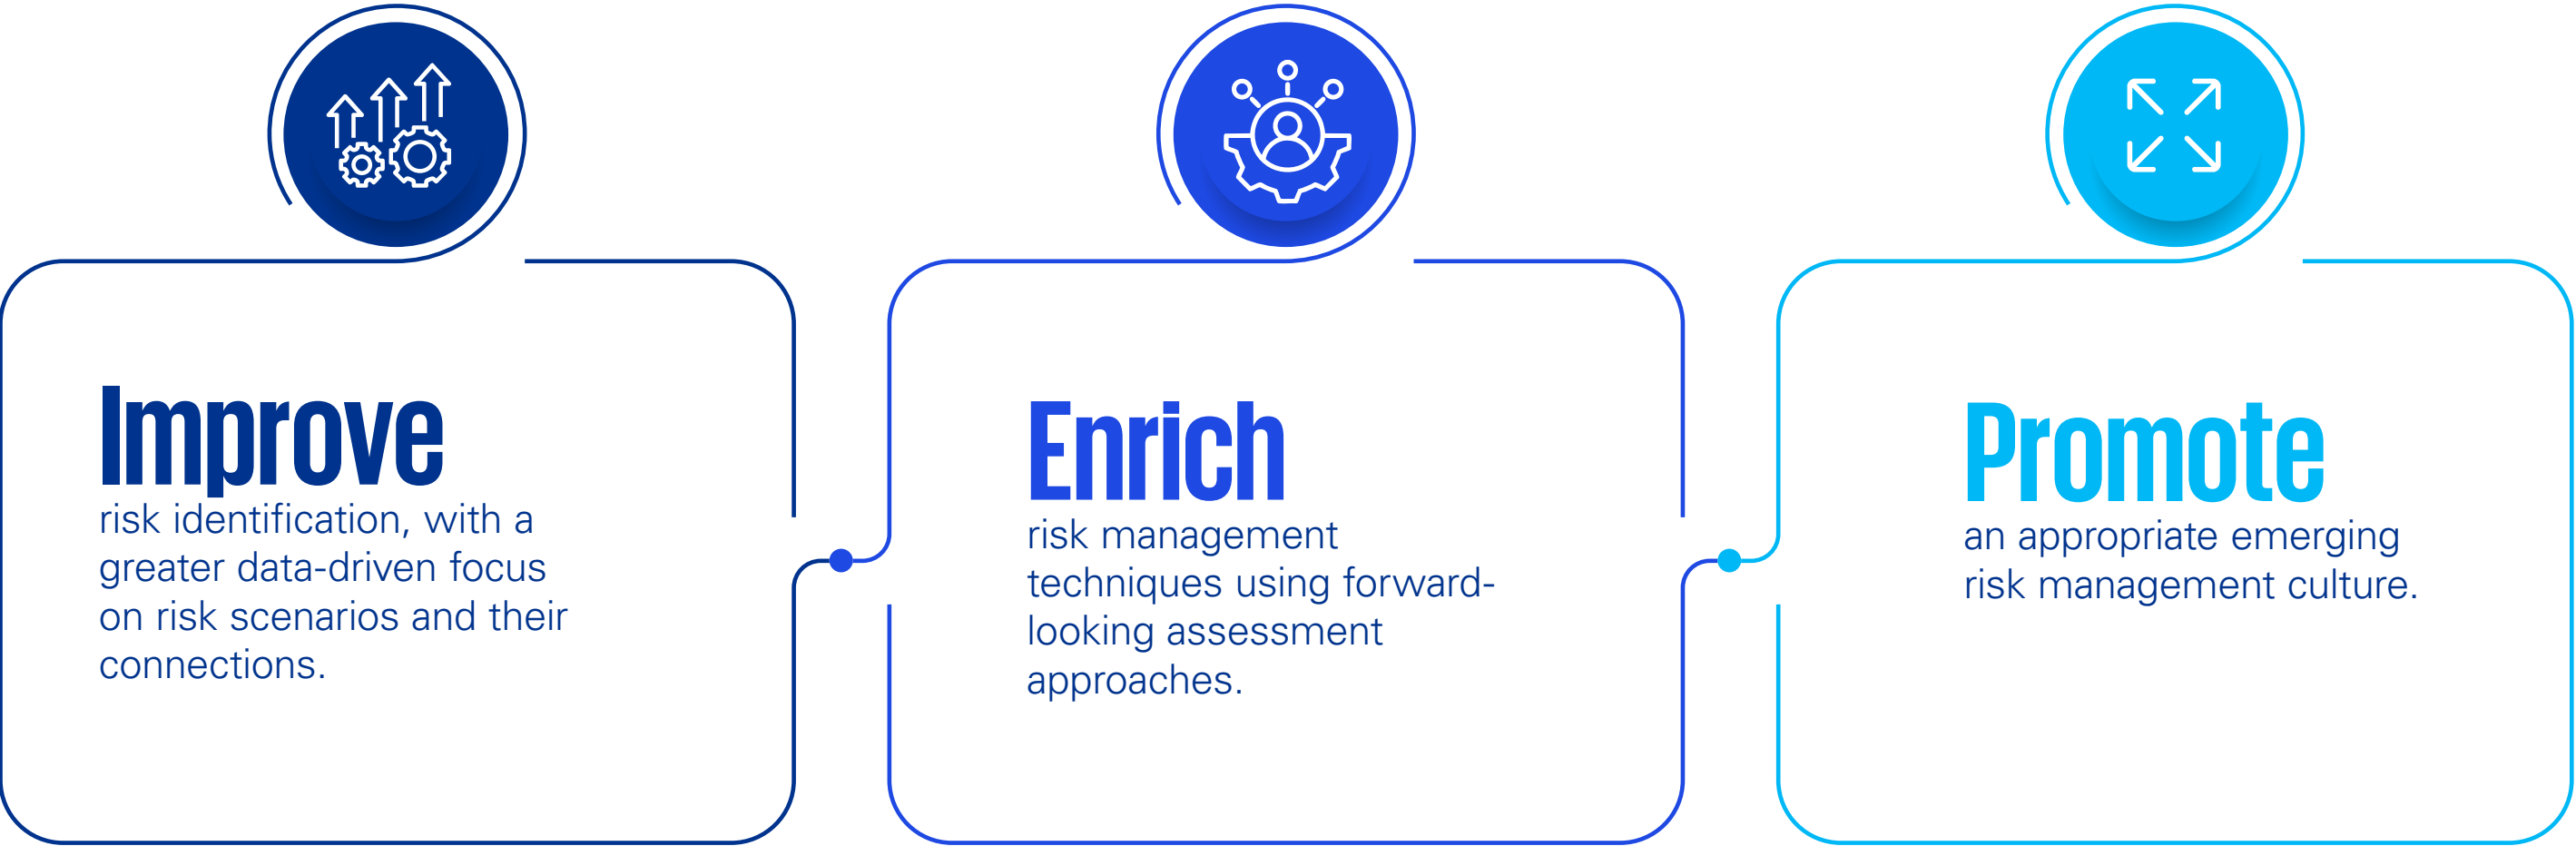 Improve
risk identification, with a
greater data-driven focus
on risk scenarios and their
connections.
Enrich
risk management
techniques using forward-
looking assessment
approaches.
Promote
an appropriate emerging
risk management culture.